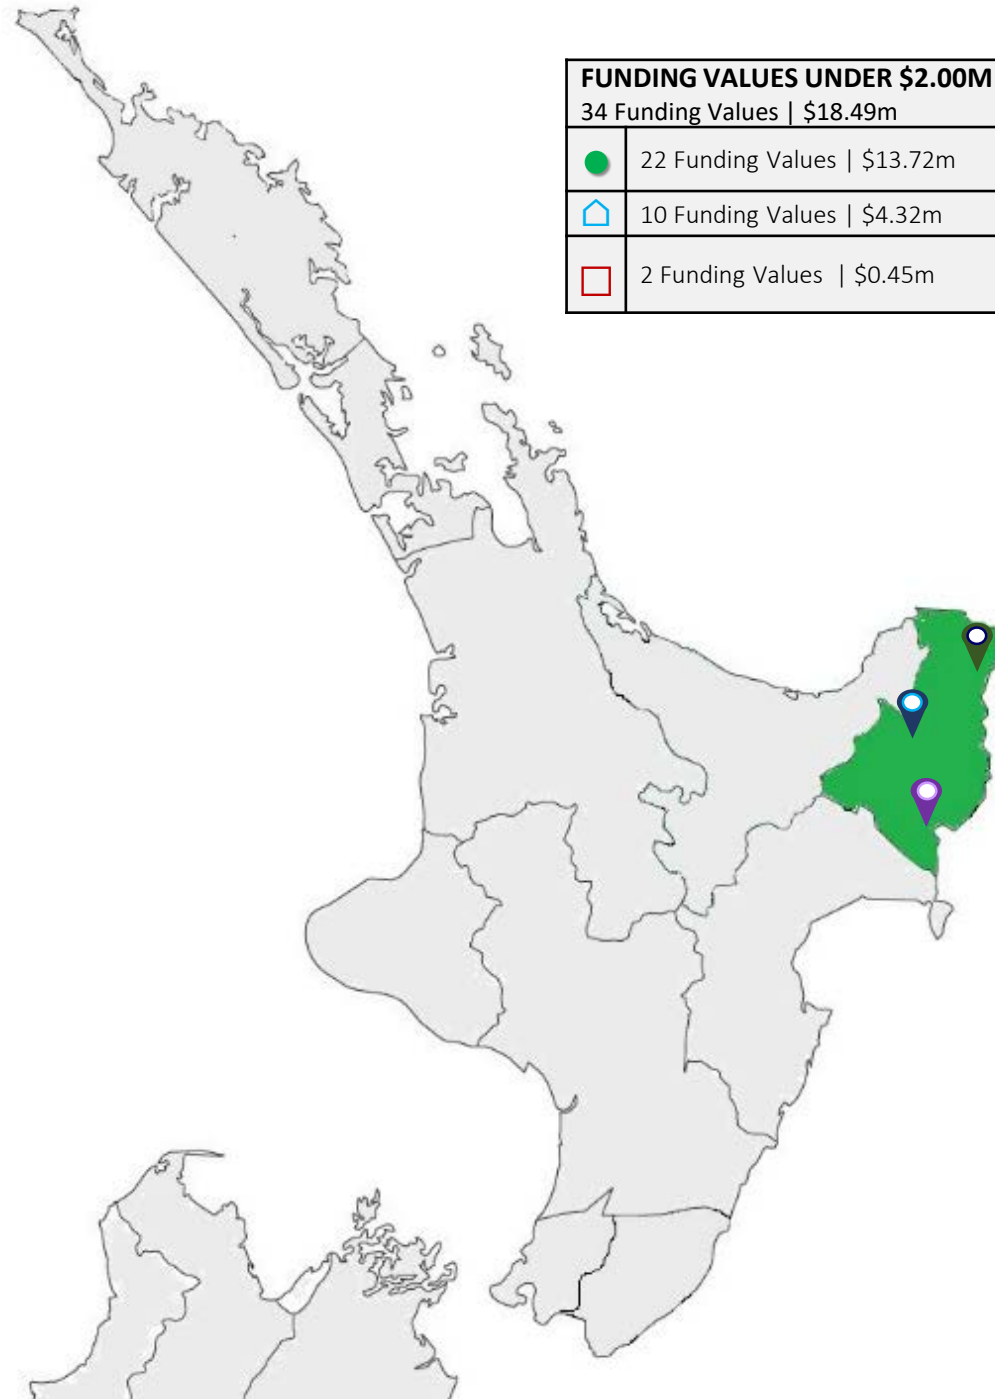 FUNDING VALUES UNDER $2.00M
34 Funding Values | $18.49m
22 Funding Values | $13.72m
10 Funding Values | $4.32m
2 Funding Values | $0.45m